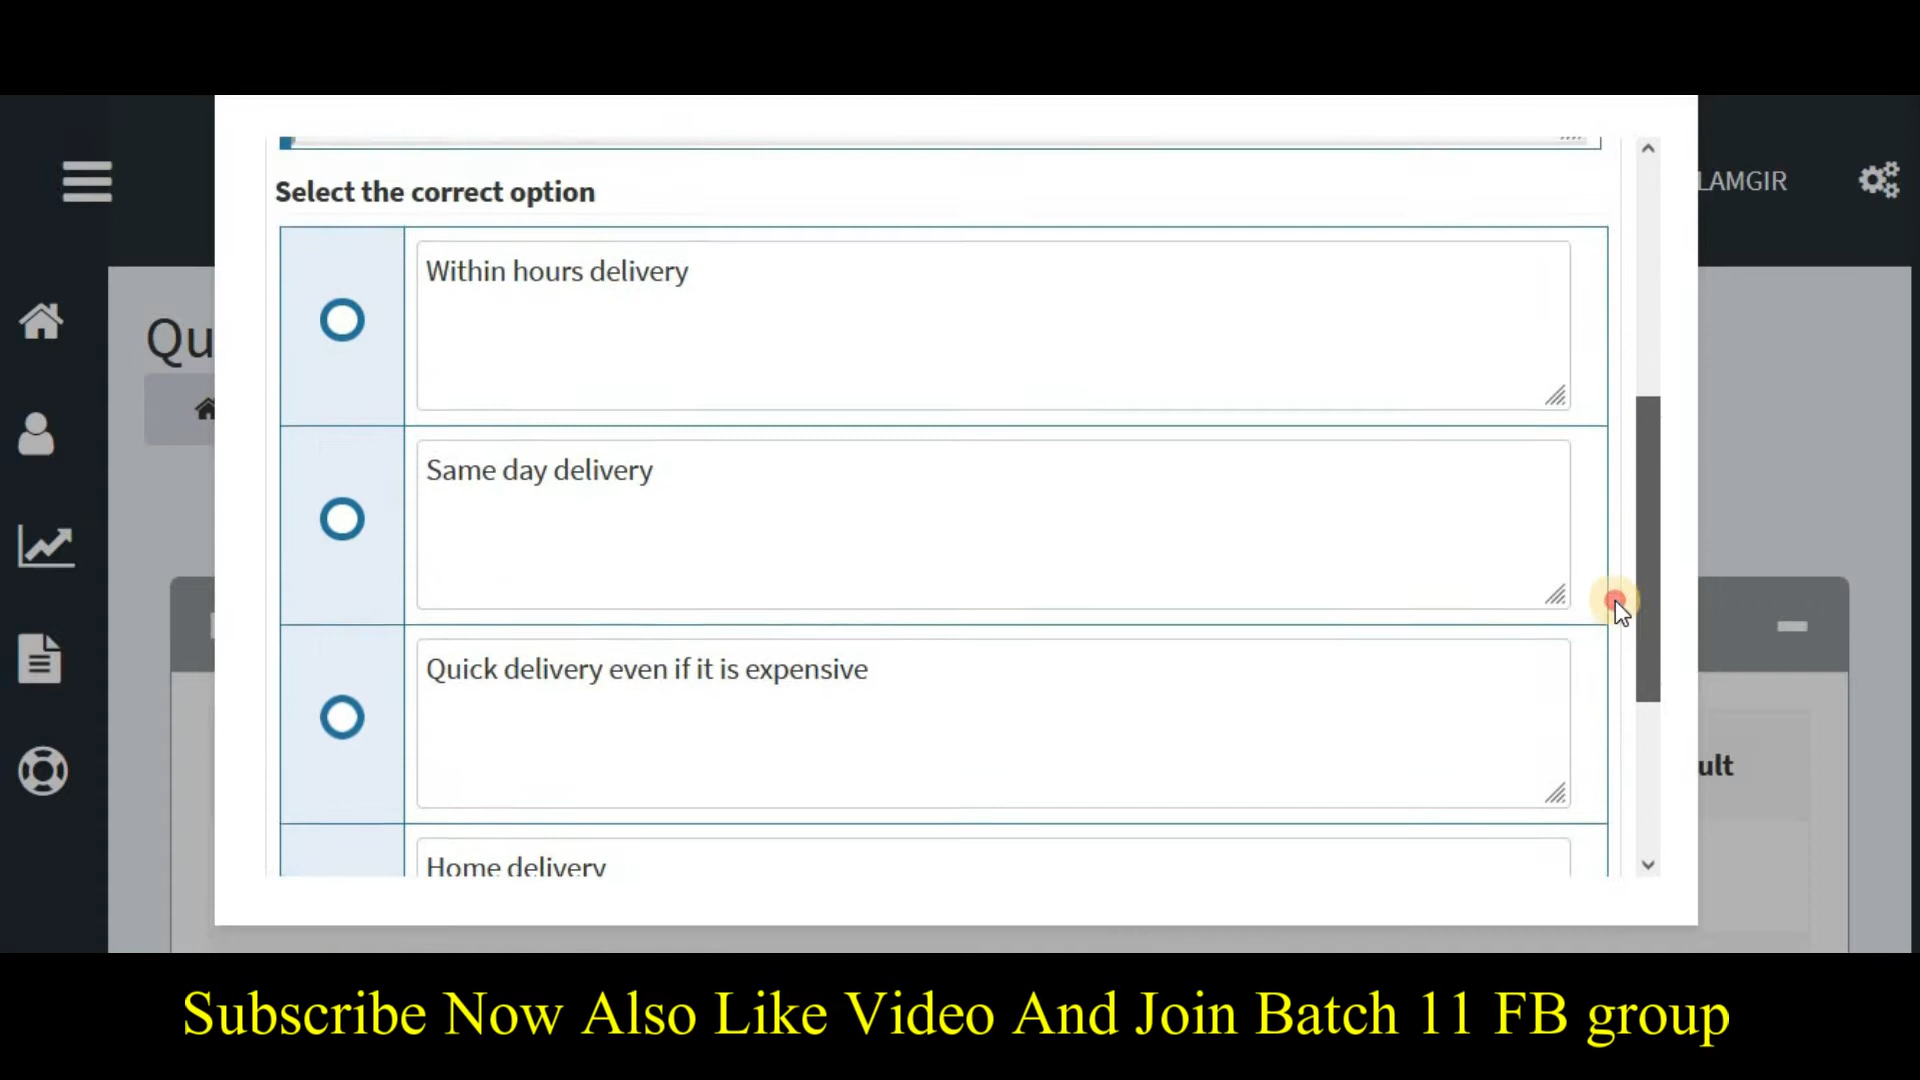 LAMGIR
Select the correct option
Within hours delivery
Qu
Same day delivery
Quick delivery even if it is expensive
ult
Home delivery
Subscribe Now Also Like Video And Join Batch 11 FB group